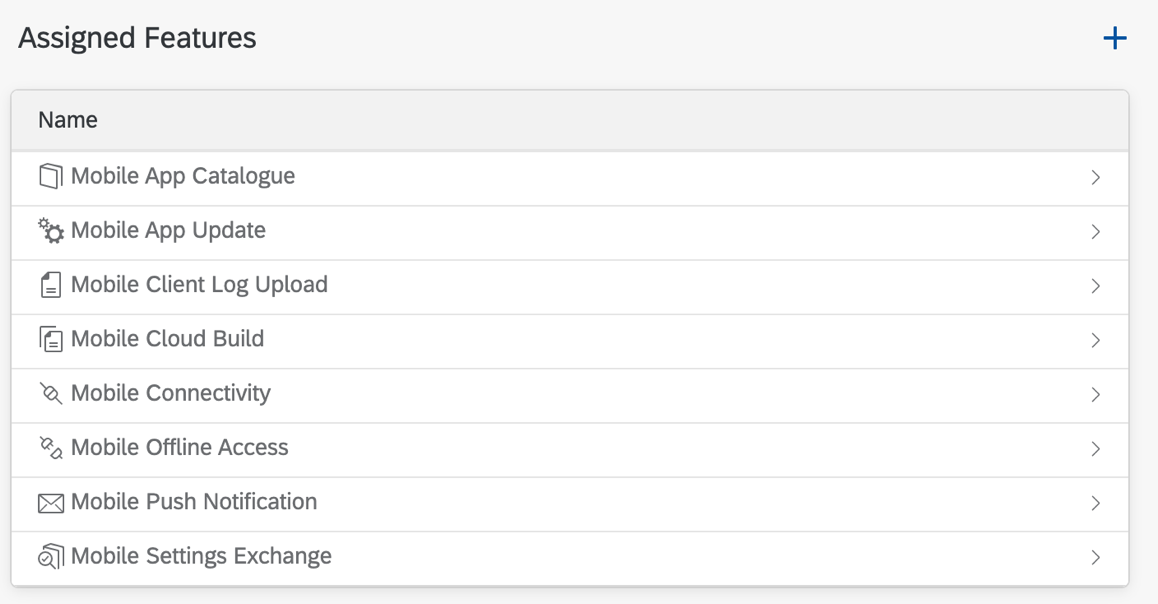 Assigned Features
Name
Mobile App Catalogue
Mobile App Update
Mobile Client Log Upload
Mobile Cloud Build
Mobile Connectivity
Mobile Offline Access
Mobile Push Notification
Mobile Settings Exchange